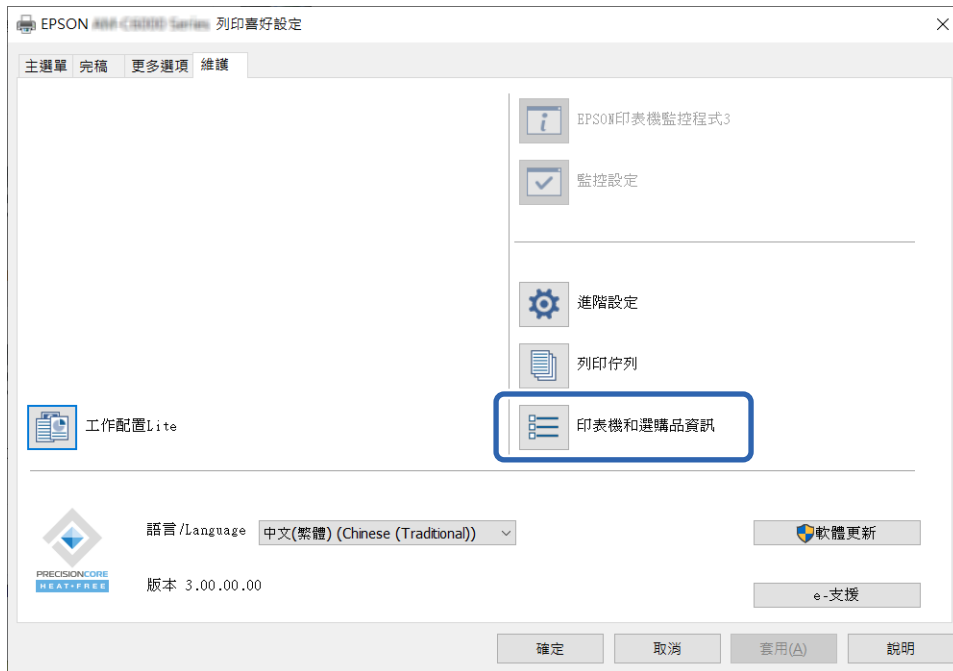 EPSON 列印喜好設定
主選單 完稿 更多選項 維護
EPSON印表機監控程式3
監控設定
進階設定
列印佇列
工作配置Lite
印表機和選購品資訊
語言/Language 中文(繁體) (Chinese (Traditional))
軟體更新
PRECISIONCORE
HEAT-FREE
版本 3.00.00.00
e-支援
確定 取消 套用(A) 說明